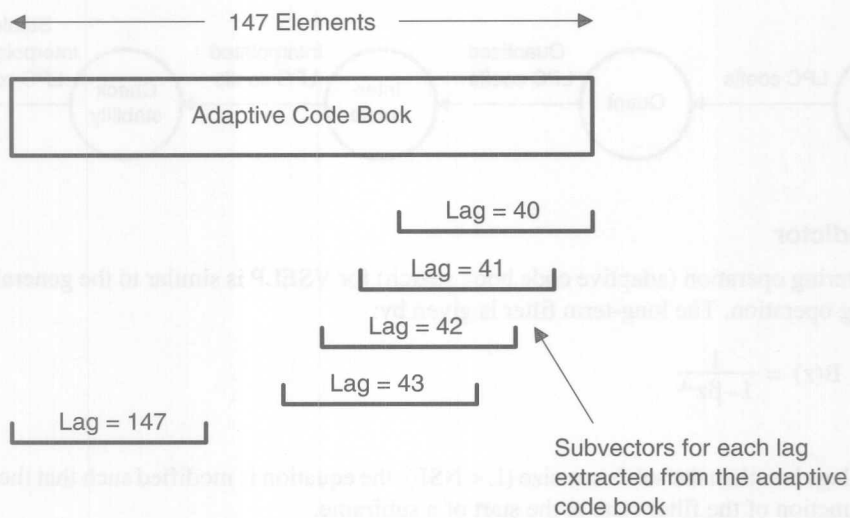 147 Elements
Adaptive Code Book
Lag = 40
Lag = 41
Lag = 42
Lag = 43
Lag = 147
Subvectors for each lag
extracted from the adaptive
code book